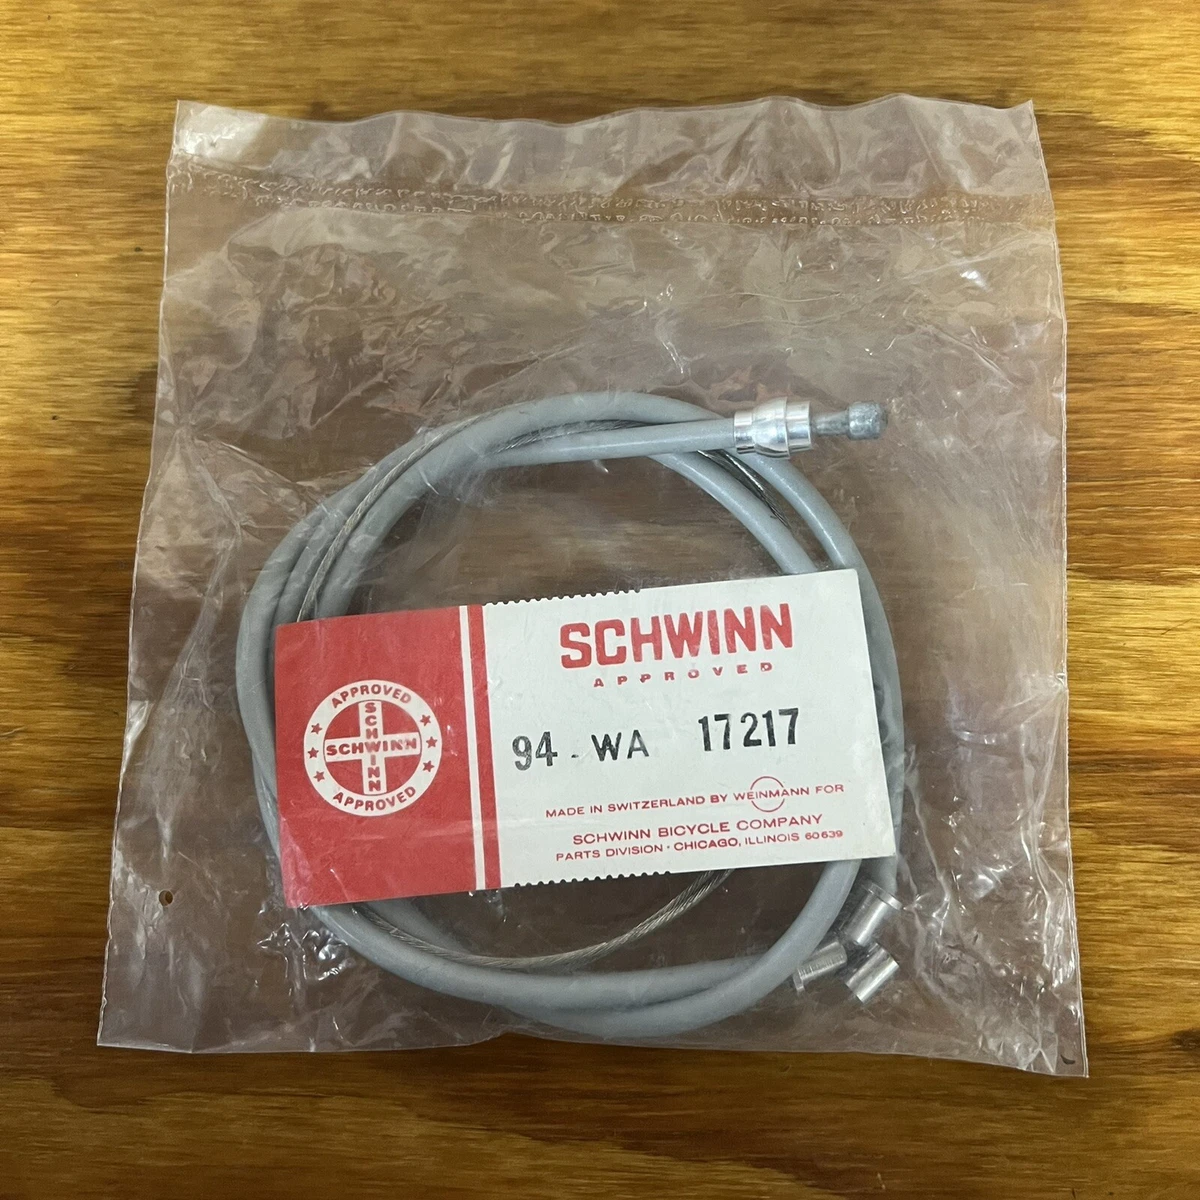 APPROVED
SCHWINN
SCHWINN
APPROVED
SCHWINN
APPROVED
94-WA 17217
MADE IN SWITZERLAND BY WEINMANN FOR
SCHWINN BICYCLE COMPANY
PARTS DIVISION · CHICAGO, ILLINOIS 60639